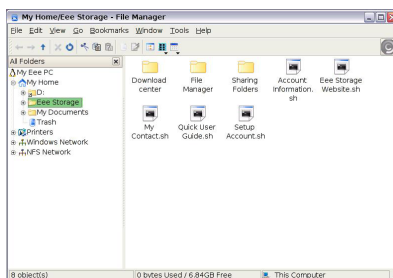 My Home/Eee Storage - File Manager
File Edit View Go Bookmarks Window Tools Help
All Folders
My Eee PC
My Home
D:
Eee Storage
My Documents
Trash
Printers
Windows Network
NFS Network
Download center
File Manager
Sharing Folders
Account Information.sh
Eee Storage Website.sh
My Contact.sh
Quick User Guide.sh
Setup Account.sh
8 object(s)
0 bytes Used / 6.84GB Free
This Computer